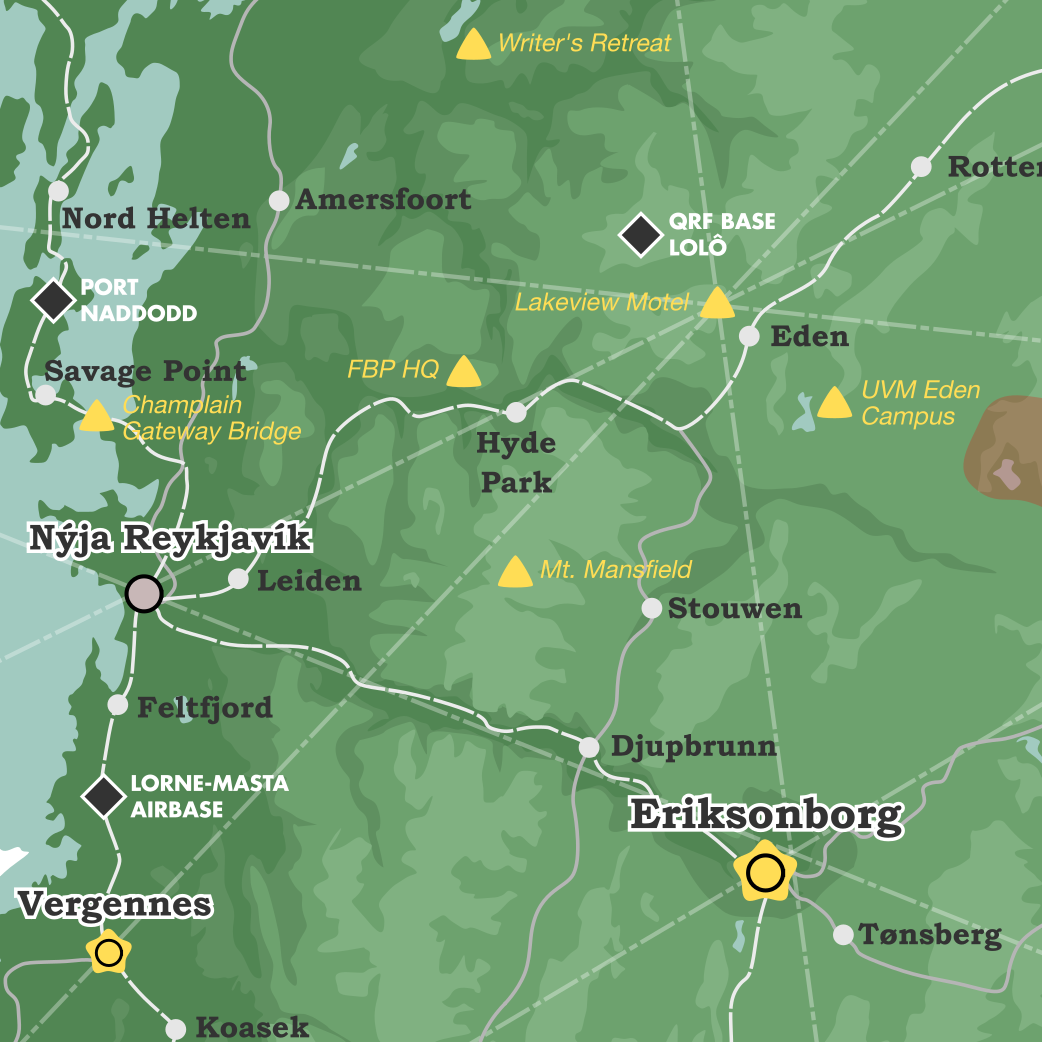 Writer's Retreat
Rotter
Amersfoort
Nord Helten
QRF BASE
LOLÔ
PORT
NADDODD
Lakeview Motel
Eden
Savage Point
FBP HQ
UVM Eden
Campus
Champlain
Gateway Bridge
Hyde
Park
Nýja Reykjavík
Leiden
Mt. Mansfield
Stouwen
Feltfjord
Djupbrunn
LORNE-MASTA
AIRBASE
Eriksonborg
Vergennes
Tønsberg
Koasek